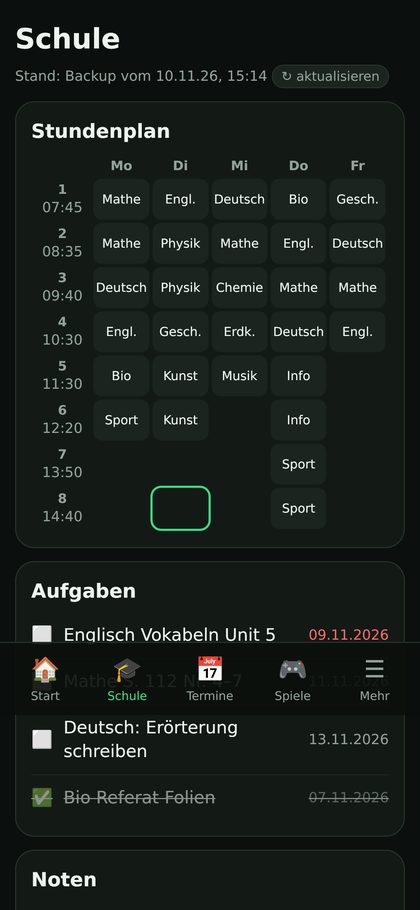 Schule
Stand: Backup vom 10.11.26, 15:14 ↻ aktualisieren
Stundenplan
Mo Di Mi Do Fr
1 07:45 Mathe Engl. Deutsch Bio Gesch.
2 08:35 Mathe Physik Mathe Engl. Deutsch
3 09:40 Deutsch Physik Chemie Mathe Mathe
4 10:30 Engl. Gesch. Erdk. Deutsch Engl.
5 11:30 Bio Kunst Musik Info
6 12:20 Sport Kunst Info
7 13:50 Sport
8 14:40 Sport
Aufgaben
Englisch Vokabeln Unit 5 09.11.2026
Mathe S. 112 11.11.2026
July 17
Start Schule Termine Spiele Mehr
Deutsch: Erörterung schreiben 13.11.2026
Bio Referat Folien 07.11.2026
Noten